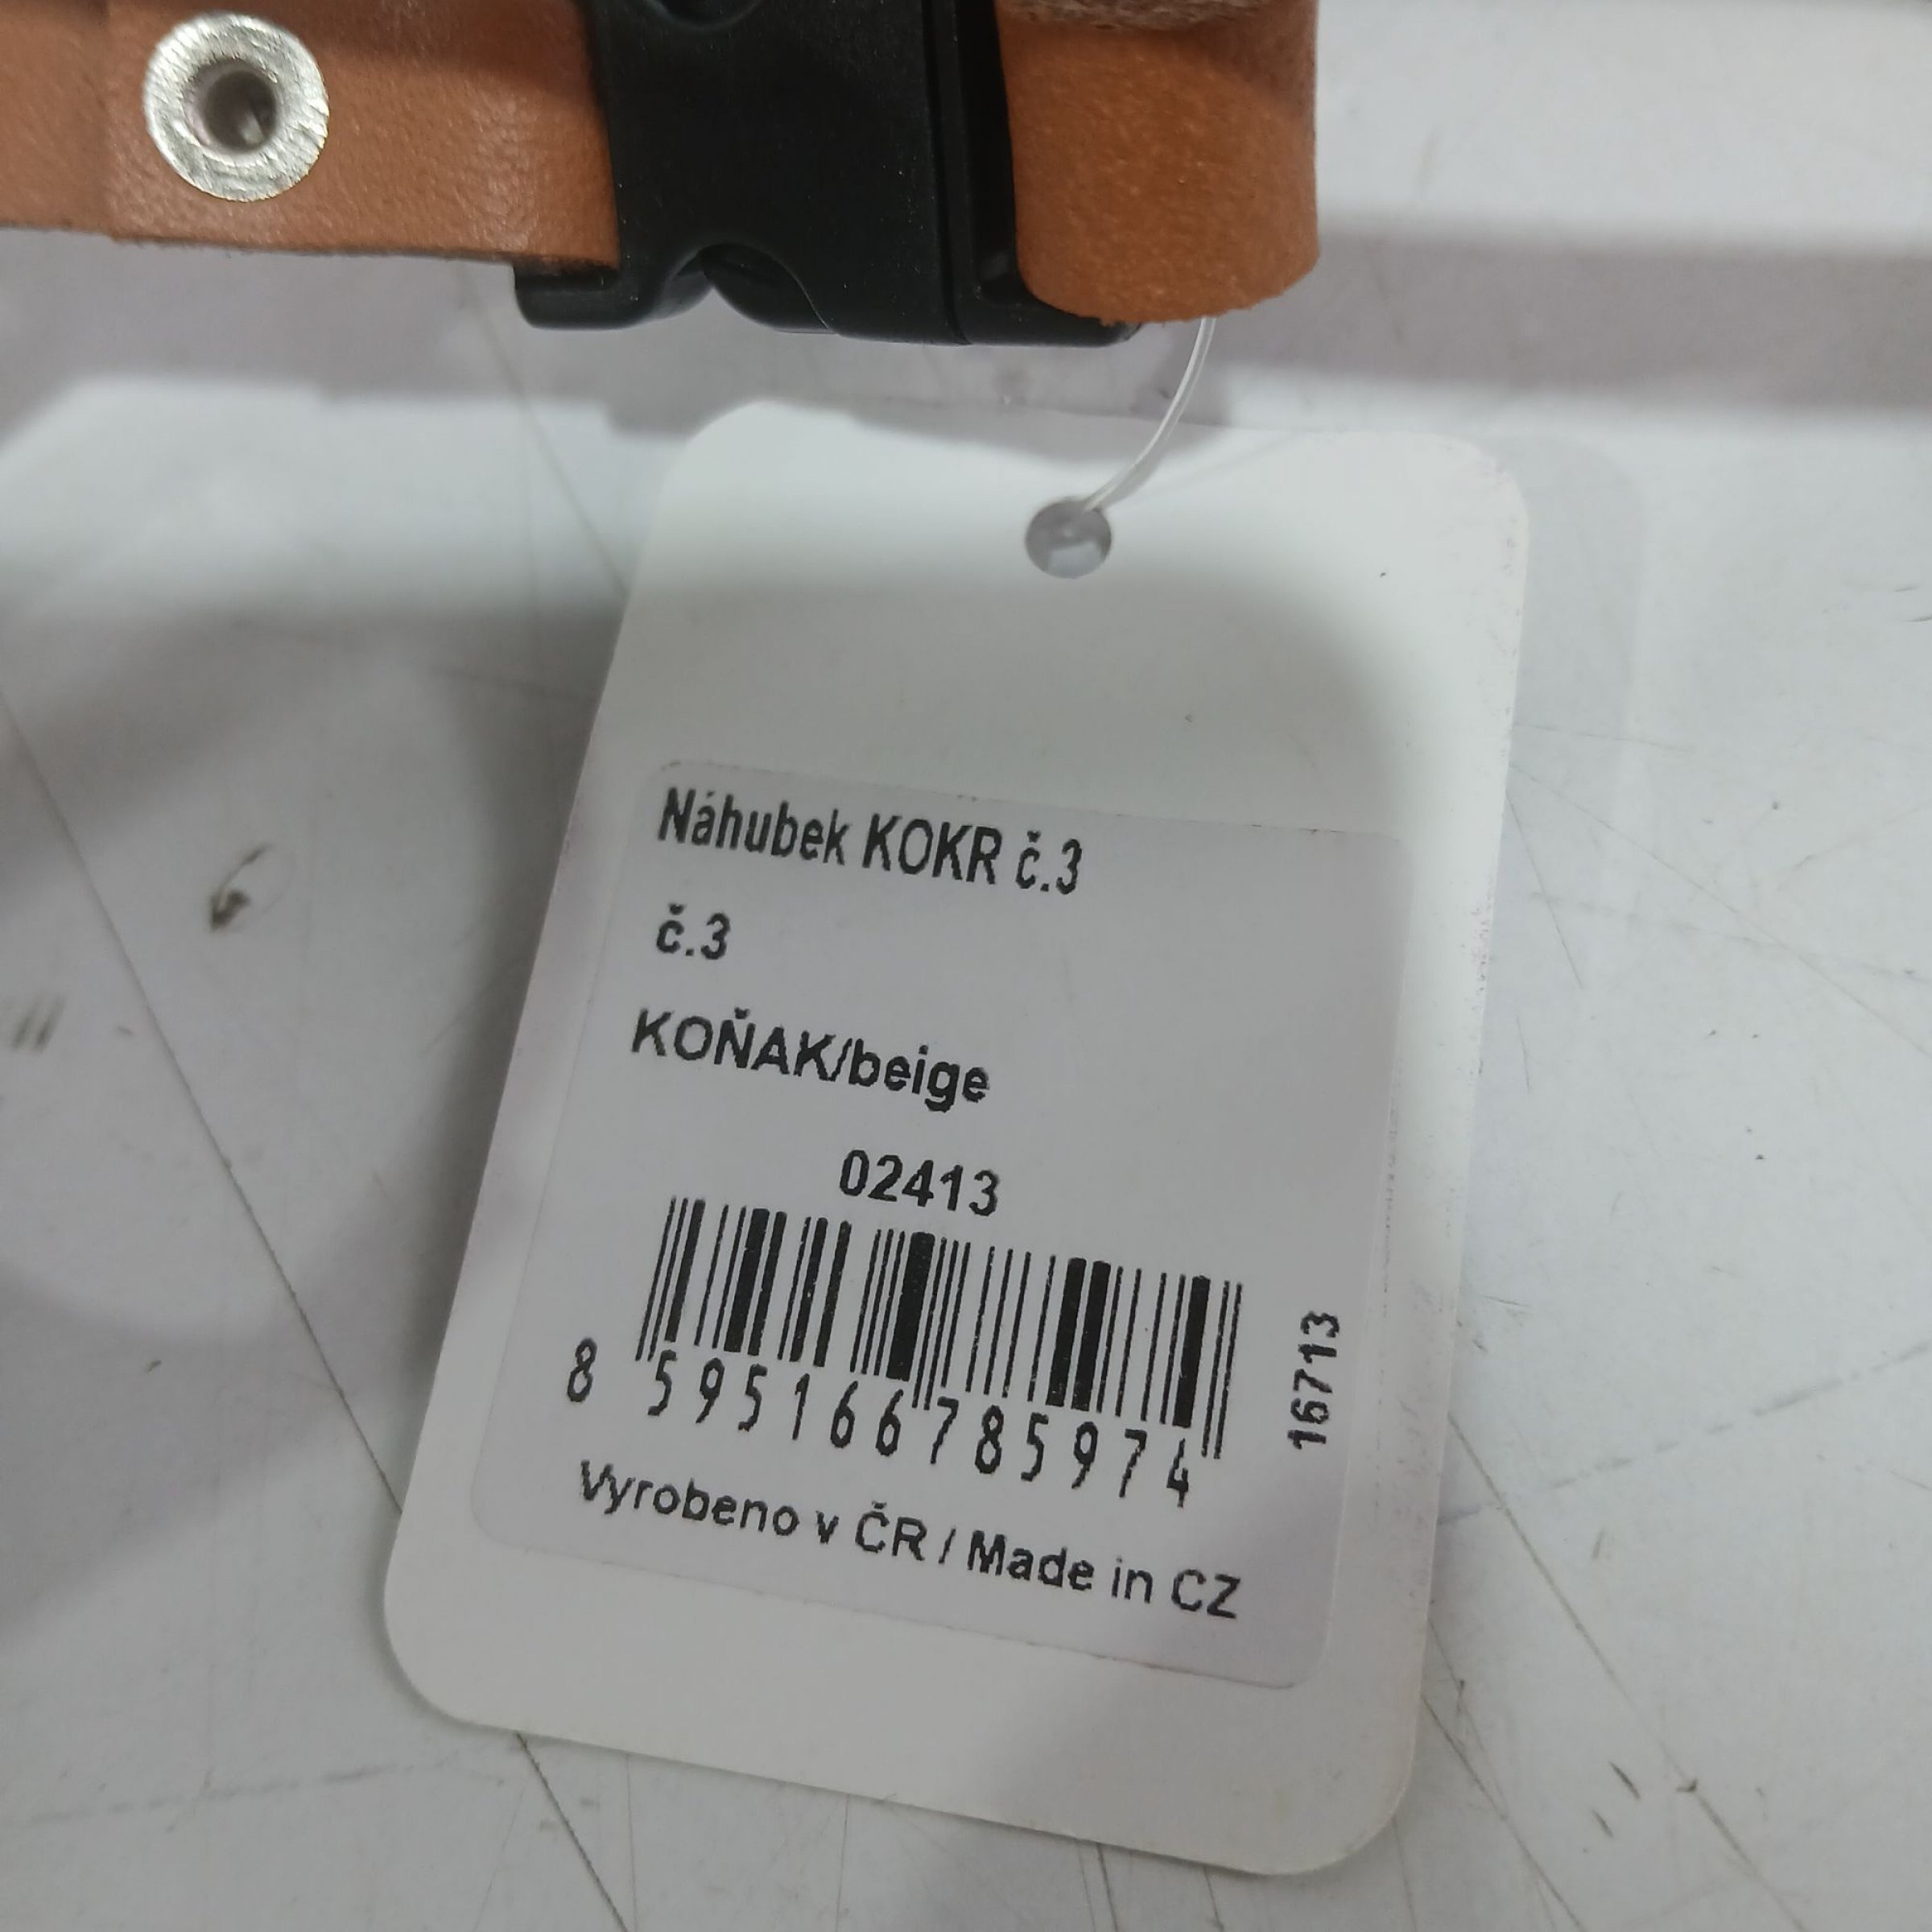 Náhubek KOKR č.3
č.3
KOŇAK/beige
02413
8 595166 785974
16713
Vyrobeno v ČR / Made in CZ